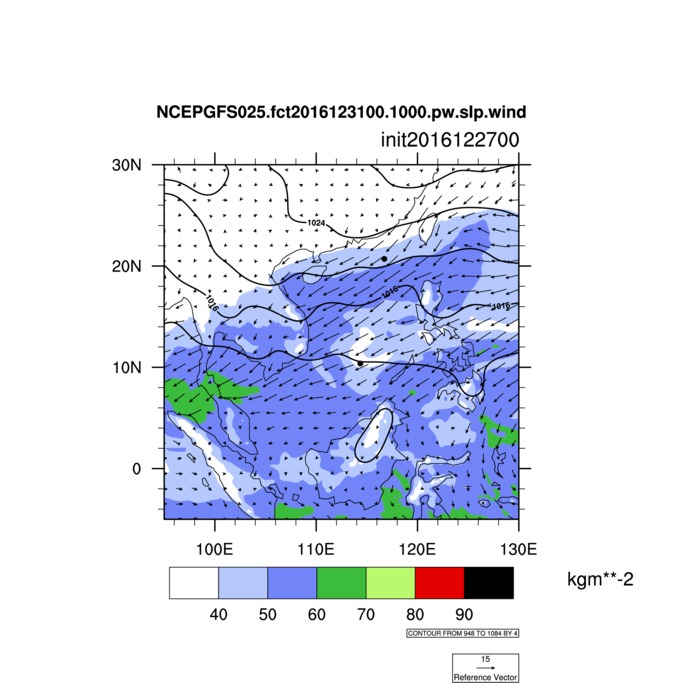 NCEPGFS025.fct2016123100.1000.pw.slp.wind
init2016122700
30N
1024
20N
1016
1016
1016
10N
0
100E 110E 120E 130E
kgm**-2
40 50 60 70 80 90
CONTOUR FROM 948 TO 1084 BY 4
15
Reference Vector